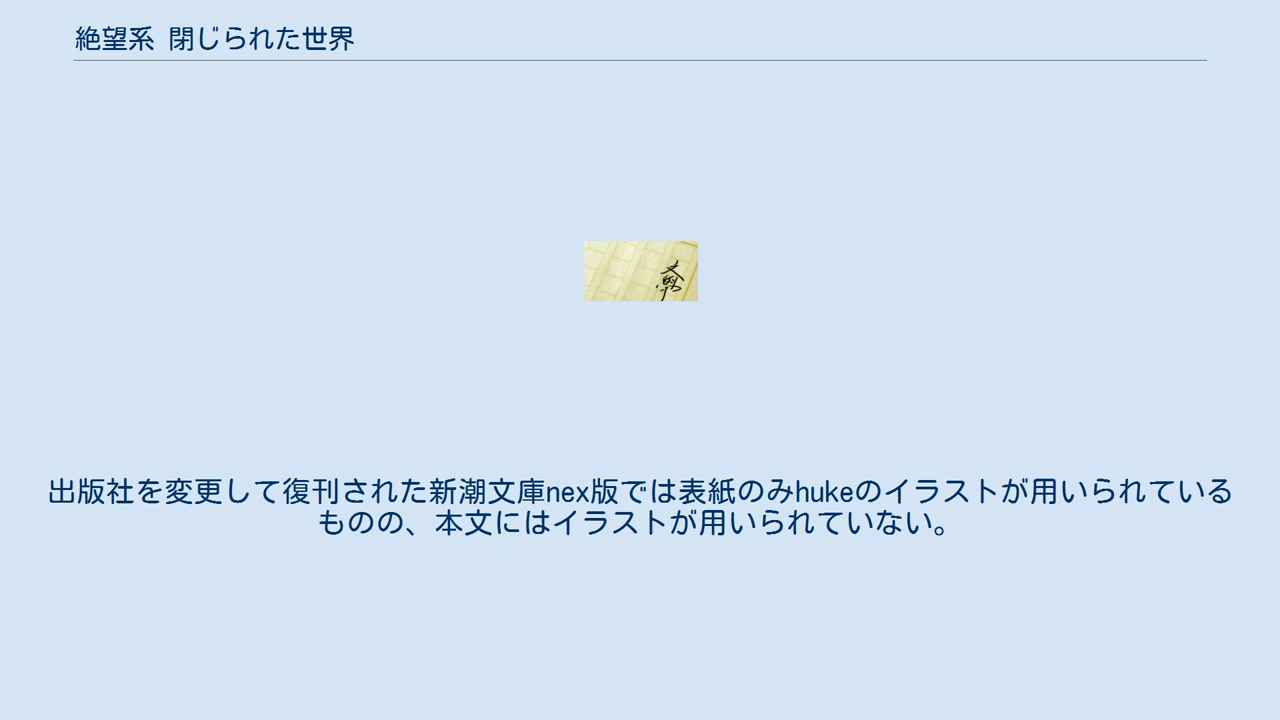 絶望系 閉じられた世界
出版社を変更して復刊された新潮文庫nex版では表紙のみhukeのイラストが用いられている
ものの、本文にはイラストが用いられていない。